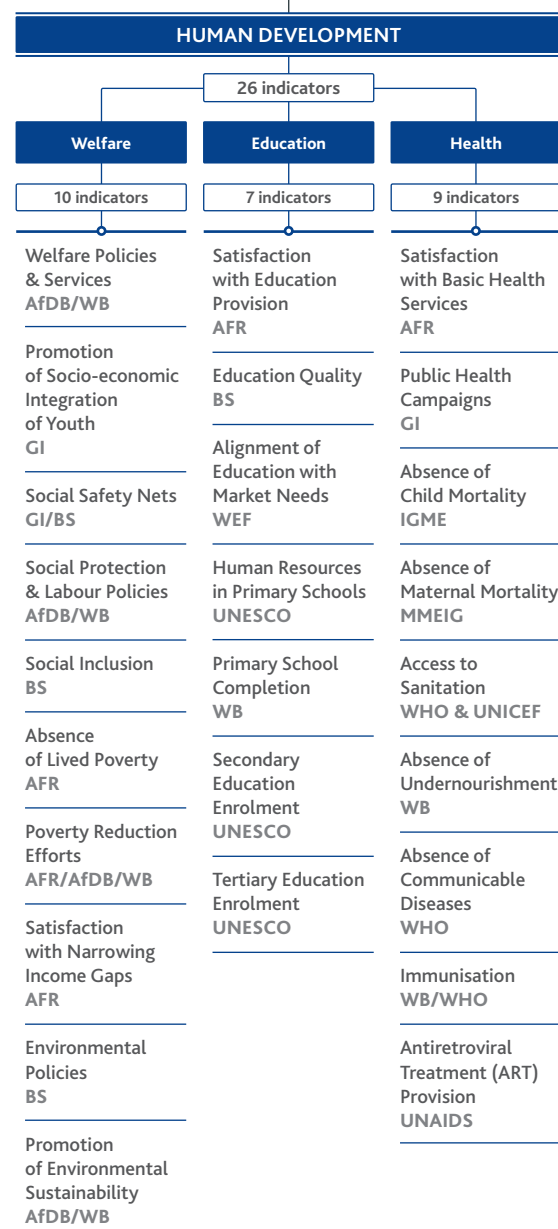 HUMAN DEVELOPMENT
26 indicators
Welfare
10 indicators
Welfare Policies
& Services
AfDB/WB
Promotion
of Socio-economic
Integration
of Youth
GI
Social Safety Nets
GI/BS
Social Protection
& Labour Policies
AfDB/WB
Social Inclusion
BS
Absence
of Lived Poverty
AFR
Poverty Reduction
Efforts
AFR/AfDB/WB
Satisfaction
with Narrowing
Income Gaps
AFR
Environmental
Policies
BS
Promotion
of Environmental
Sustainability
AfDB/WB
Education
7 indicators
Satisfaction
with Education
Provision
AFR
Education Quality
BS
Alignment of
Education with
Market Needs
WEF
Human Resources
in Primary Schools
UNESCO
Primary School
Completion
WB
Secondary
Education
Enrolment
UNESCO
Tertiary Education
Enrolment
UNESCO
Health
9 indicators
Satisfaction
with Basic Health
Services
AFR
Public Health
Campaigns
GI
Absence of
Child Mortality
IGME
Absence of
Maternal Mortality
MMEIG
Access to
Sanitation
WHO & UNICEF
Absence of
Undernourishment
WB
Absence of
Communicable
Diseases
WHO
Immunisation
WB/WHO
Antiretroviral
Treatment (ART)
Provision
UNAIDS